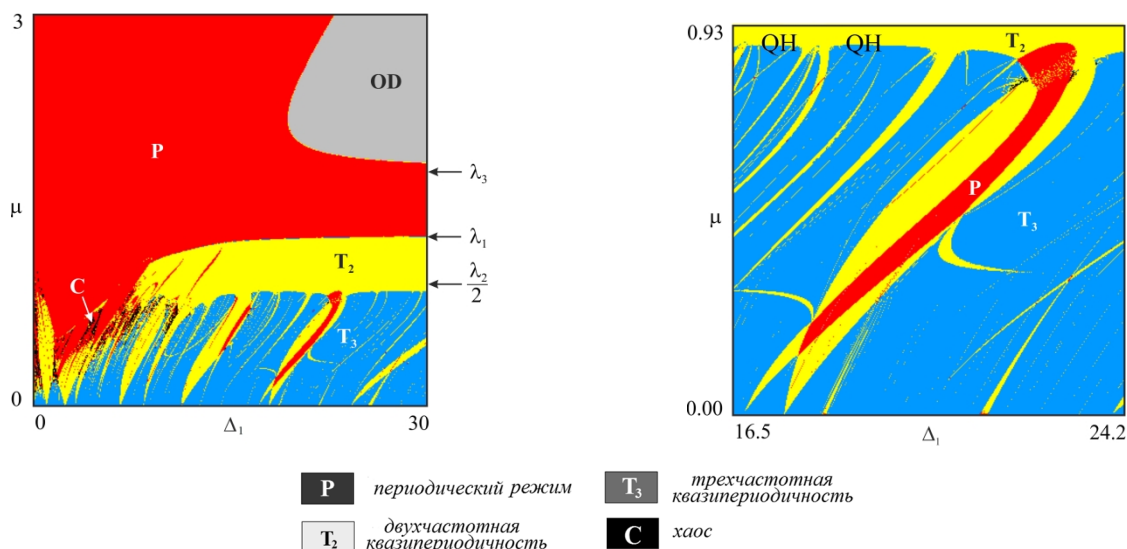 3
OD
P
λ₃
μ
λ₁
T₂
λ₂
2
C
T₃
0
0
Δ₁
30
0.93
QH
QH
T₂
P
μ
T₃
0.00
16.5
Δ₁
24.2
P периодический режим
T₃ трехчастотная
квазипериодичность
T₂ двухчастотная
квазипериодичность
C хаос